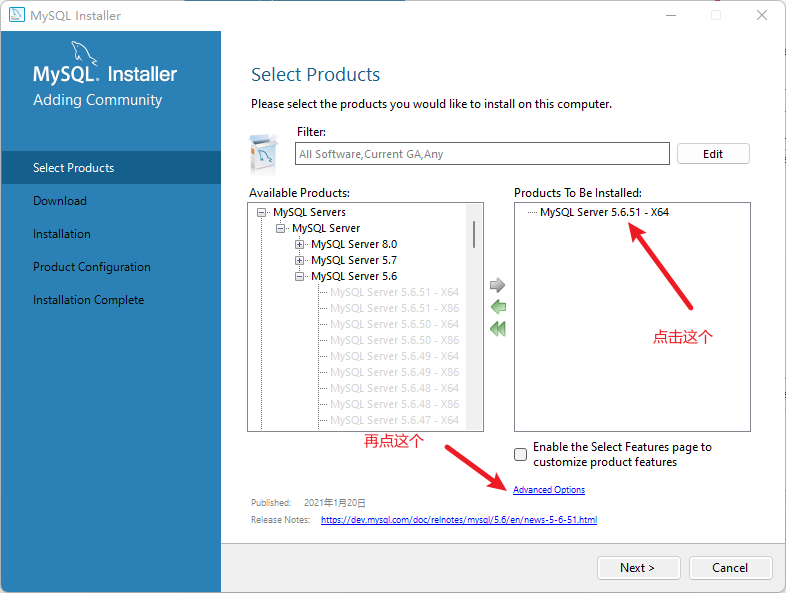 MySQL Installer
MySQL. Installer
Adding Community
Select Products
Download
Installation
Product Configuration
Installation Complete
Select Products
Please select the products you would like to install on this computer.
Filter:
All Software,Current GA,Any
Edit
Available Products:
MySQL Servers
MySQL Server
MySQL Server 8.0
MySQL Server 5.7
MySQL Server 5.6
MySQL Server 5.6.51 - X64
MySQL Server 5.6.51 - X86
MySQL Server 5.6.50 - X64
MySQL Server 5.6.50 - X86
MySQL Server 5.6.49 - X64
MySQL Server 5.6.49 - X86
MySQL Server 5.6.48 - X64
MySQL Server 5.6.48 - X86
MySQL Server 5.6.47 - X64
Products To Be Installed:
MySQL Server 5.6.51 - X64
点击这个
再点这个
Enable the Select Features page to
customize product features
Advanced Options
Published: 2021年1月20日
Release Notes: https://dev.mysql.com/doc/relnotes/mysql/5.6/en/news-5-6-51.html
Next >
Cancel